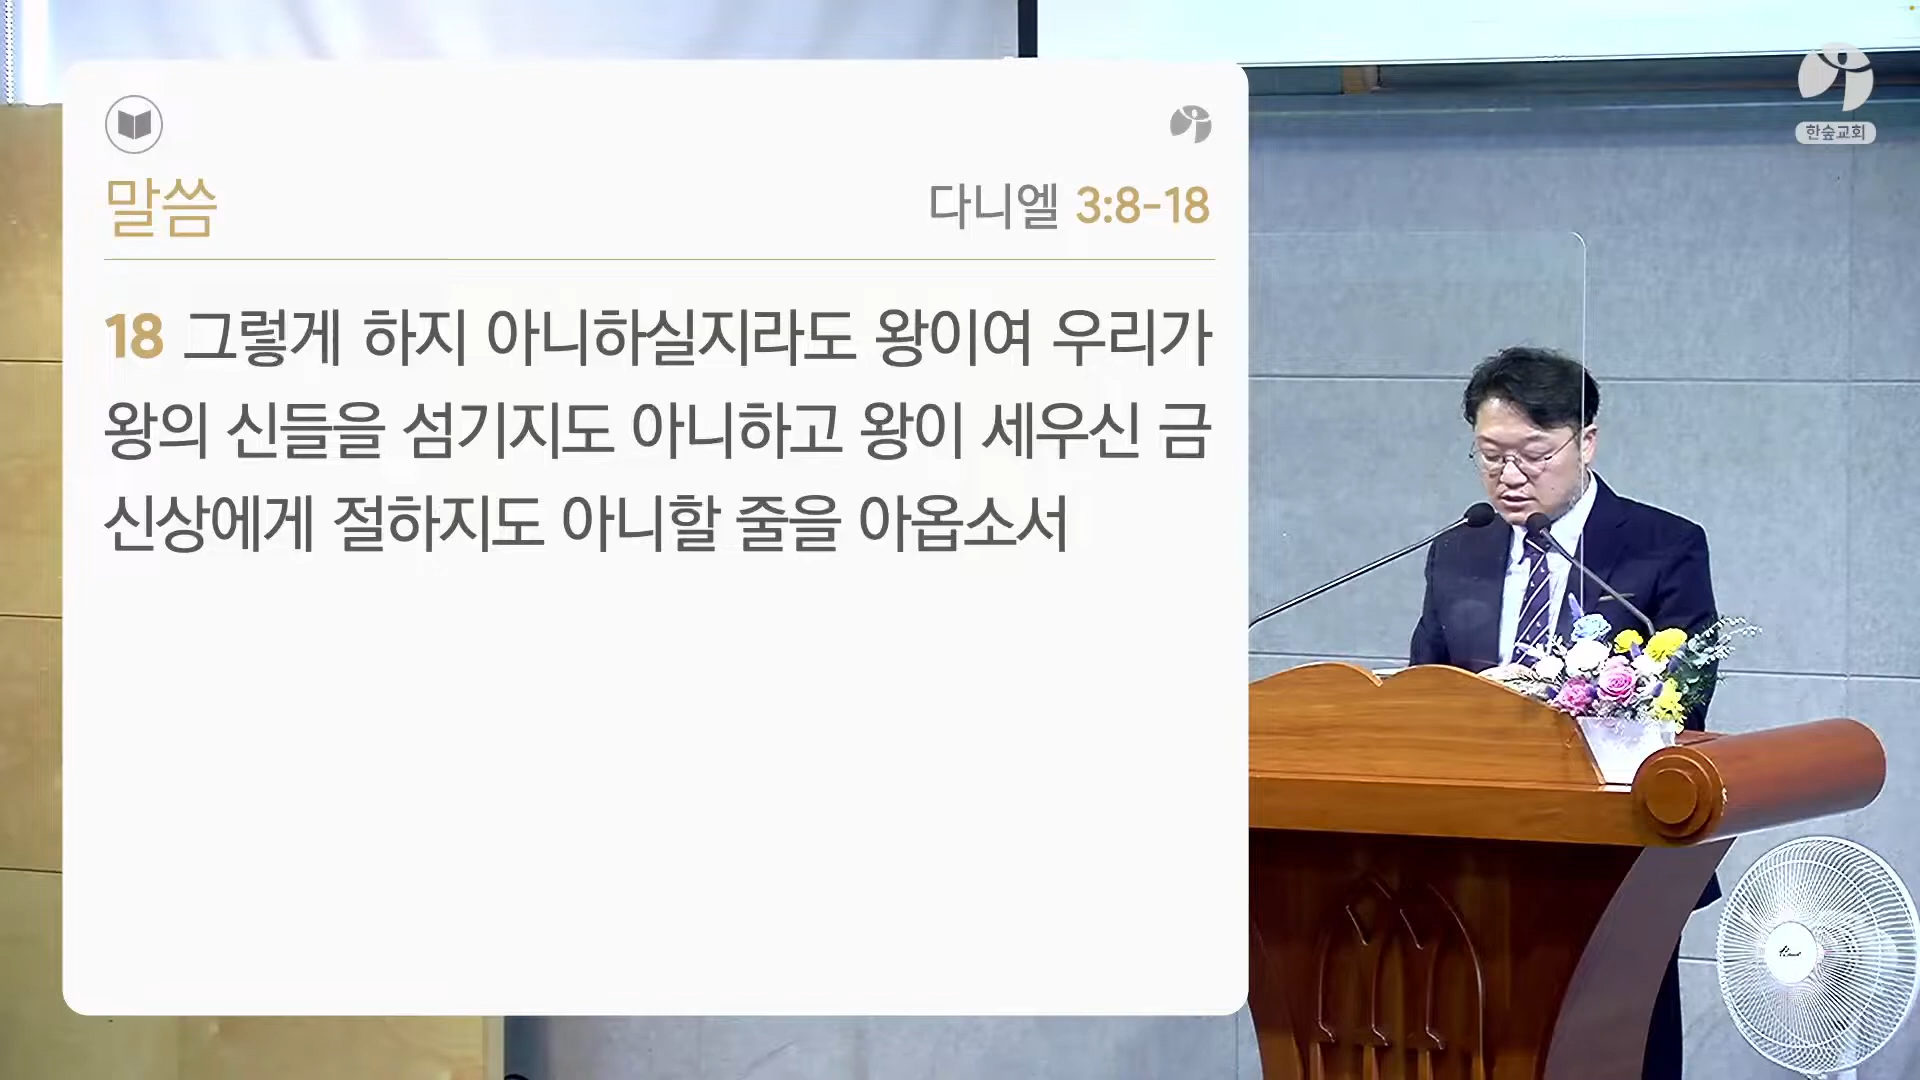 말씀
다니엘 3:8-18
18 그렇게 하지 아니하실지라도 왕이여 우리가
왕의 신들을 섬기지도 아니하고 왕이 세우신 금
신상에게 절하지도 아니할 줄을 아옵소서
한숲교회